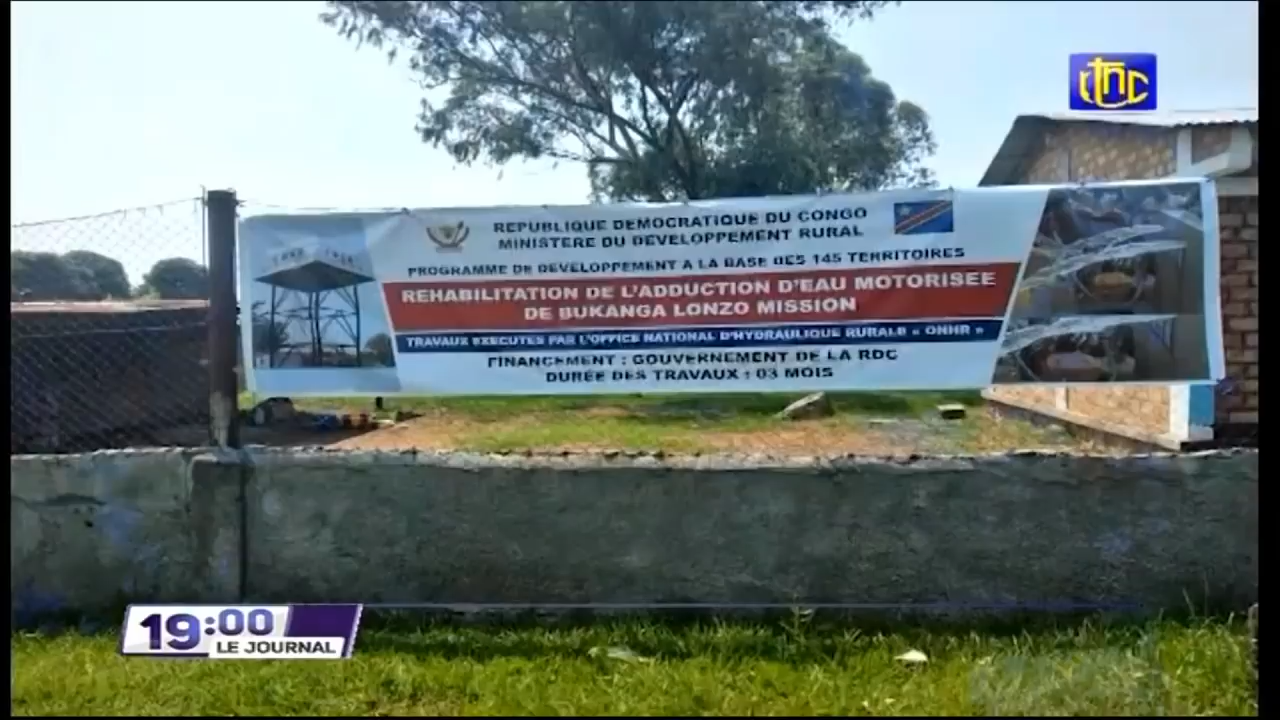 rtnc
REPUBLIQUE DEMOCRATIQUE DU CONGO
MINISTERE DU DEVELOPPEMENT RURAL
PROGRAMME DE DEVELOPPEMENT A LA BASE DES 145 TERRITOIRES
REHABILITATION DE L'ADDUCTION D'EAU MOTORISEE
DE BUKANGA LONZO MISSION
TRAVAUX EXECUTES PAR L'OFFICE NATIONAL D'HYDRAULIQUE RURALE « ONHR »
FINANCEMENT : GOUVERNEMENT DE LA RDC
DURÉE DES TRAVAUX : 03 MOIS
19:00
LE JOURNAL